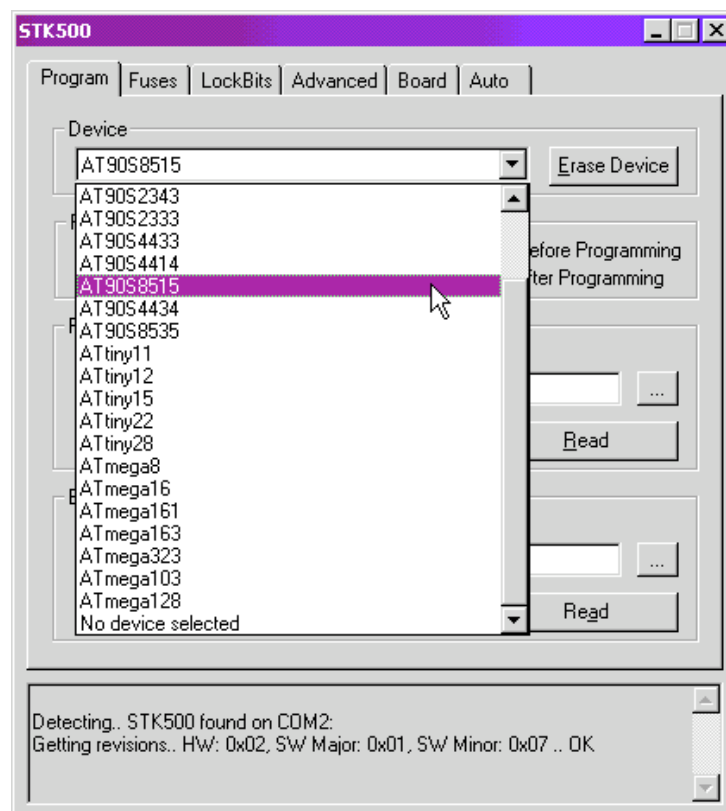 STK500
Program Fuses LockBits Advanced Board Auto
Device
AT90S8515 Erase Device
AT90S2343
AT90S2333
AT90S4433
AT90S4414
AT90S8515
AT90S4434
AT90S8535
ATtiny11
ATtiny12
ATtiny15
ATtiny22
ATtiny28
ATmega8
ATmega16
ATmega161
ATmega163
ATmega323
ATmega103
ATmega128
No device selected
Programming
Programming
...
Read
...
Read
Detecting.. STK500 found on COM2:
Getting revisions.. HW: 0x02, SW Major: 0x01, SW Minor: 0x07 .. OK